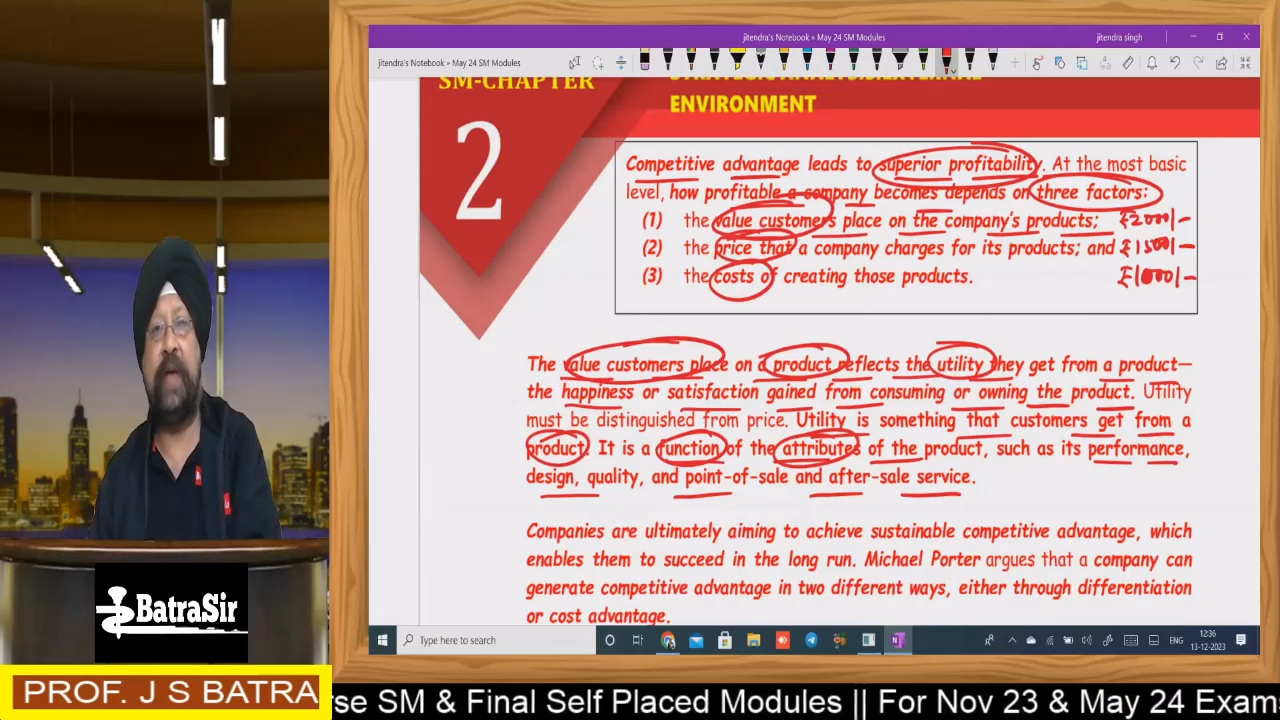 jitendra's Notebook » May 24 SM Modules
jitendra singh
jitendra's Notebook » May 24 SM Modules
SM-CHAPTER
2
ENVIRONMENT
Competitive advantage leads to superior profitability. At the most basic
level, how profitable a company becomes depends on three factors:
(1) the value customers place on the company's products; ₹2000/-
(2) the price that a company charges for its products; and ₹1500/-
(3) the costs of creating those products. ₹1000/-
The value customers place on a product reflects the utility they get from a product—
the happiness or satisfaction gained from consuming or owning the product. Utility
must be distinguished from price. Utility is something that customers get from a
product. It is a function of the attributes of the product, such as its performance,
design, quality, and point-of-sale and after-sale service.
Companies are ultimately aiming to achieve sustainable competitive advantage, which
enables them to succeed in the long run. Michael Porter argues that a company can
generate competitive advantage in two different ways, either through differentiation
or cost advantage.
BatraSir
Type here to search
ENG
12:36
13-12-2023
PROF. J S BATRA
rse SM & Final Self Placed Modules || For Nov 23 & May 24 Exams